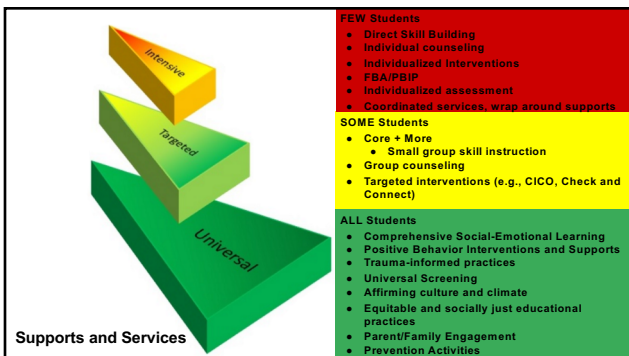 Intensive
Targeted
Universal
Supports and Services
FEW Students
● Direct Skill Building
● Individual counseling
● Individualized Interventions
● FBA/PBIP
● Individualized assessment
● Coordinated services, wrap around supports
SOME Students
● Core + More
● Small group skill instruction
● Group counseling
● Targeted interventions (e.g., CICO, Check and
Connect)
ALL Students
● Comprehensive Social-Emotional Learning
● Positive Behavior Interventions and Supports
● Trauma-informed practices
● Universal Screening
● Affirming culture and climate
● Equitable and socially just educational
practices
● Parent/Family Engagement
● Prevention Activities